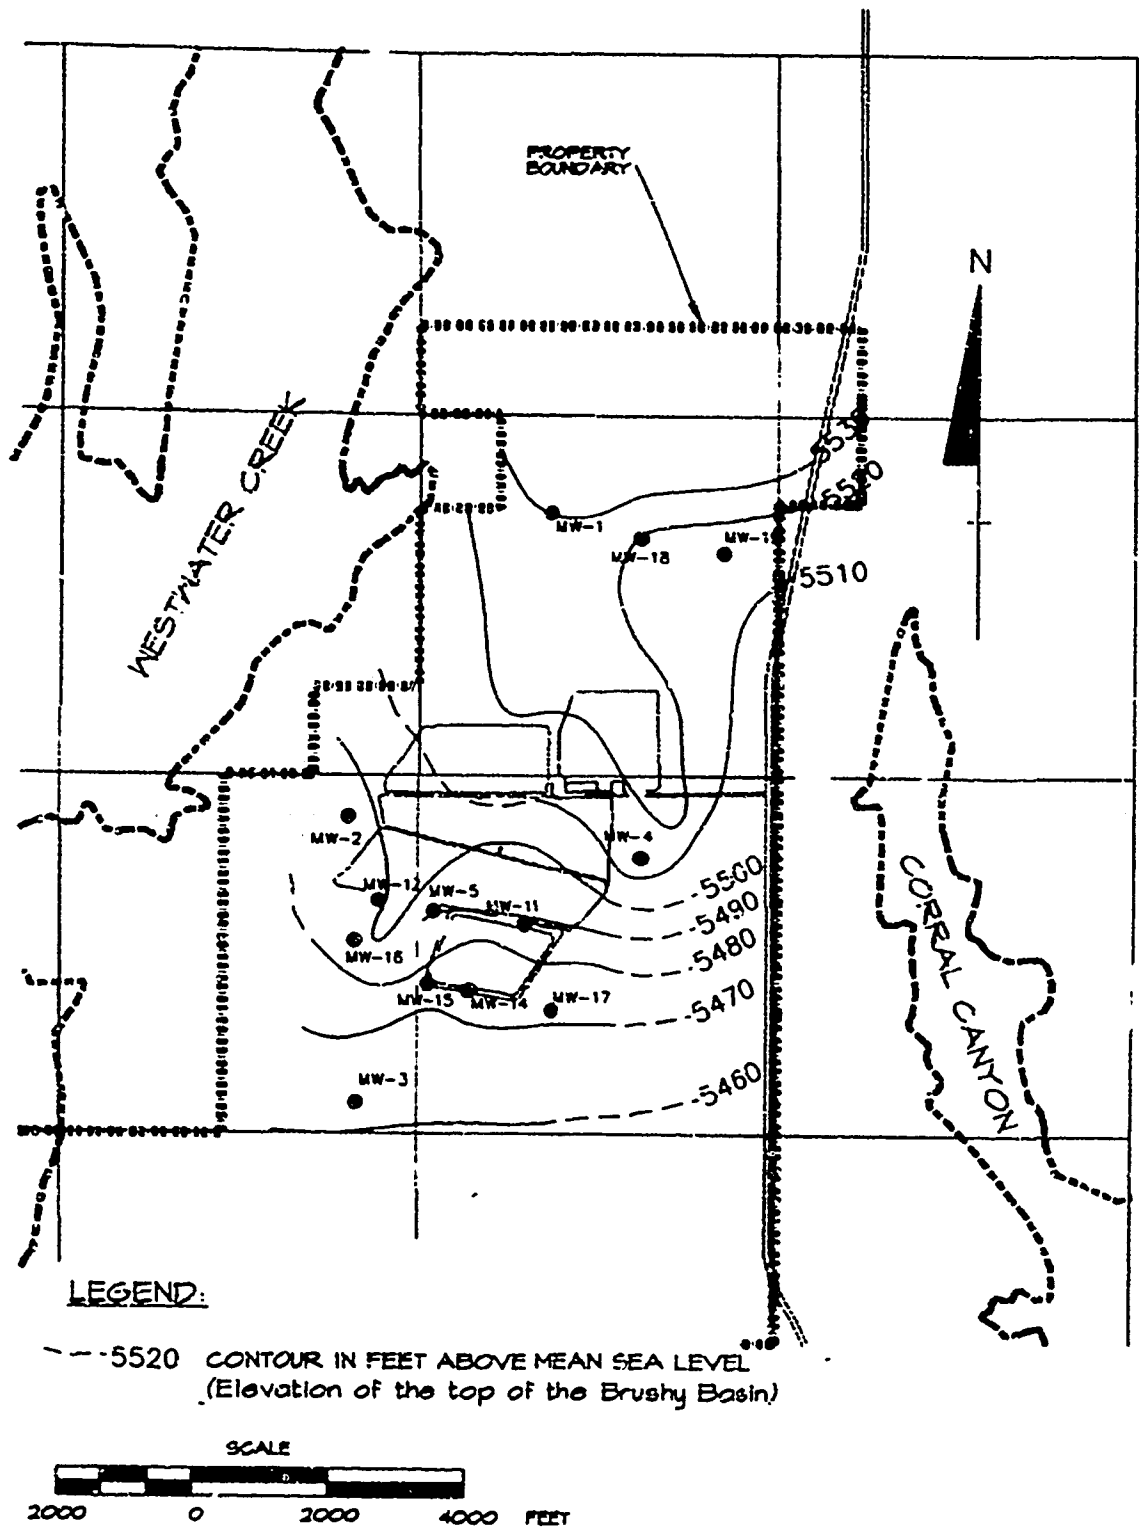 PROPERTY
BOUNDARY
N
WESTWATER CREEK
MW-1
MW-18
5510
MW-2
MW-4
MW-12
MW-5
MW-11
5500
5490
5480
5470
5460
MW-16
MW-15
MW-14
MW-17
MW-3
CORRAL CANYON
LEGEND:
5520 CONTOUR IN FEET ABOVE MEAN SEA LEVEL
(Elevation of the top of the Brushy Basin)
SCALE
2000 0 2000 4000 FEET